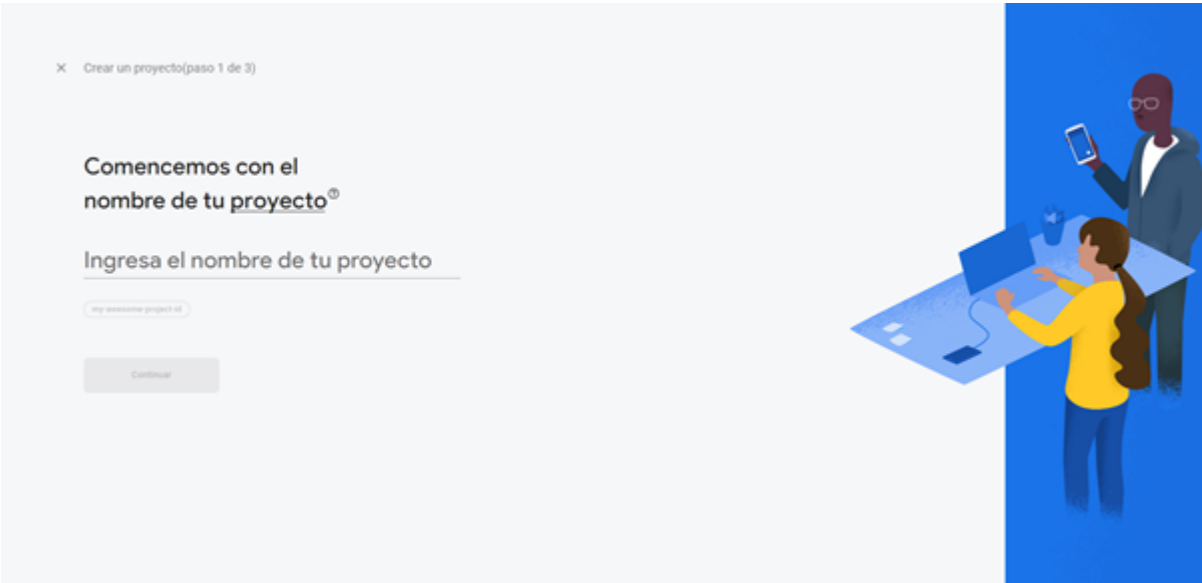 × Crear un proyecto(paso 1 de 3)
Comencemos con el
nombre de tu proyecto
Ingresa el nombre de tu proyecto
my-awesome-project-id
Continuar